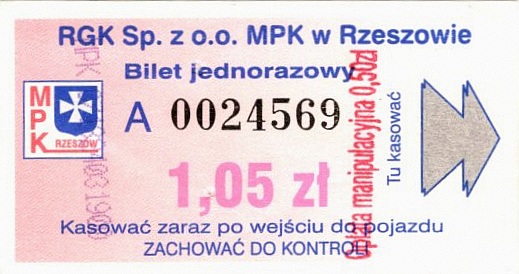 RGK Sp. z o.o. MPK w Rzeszowie
Bilet jednorazowy
MPK
RZESZÓW
A 0024569
1,05 zł
Opłata manipulacyjna 0,50zł
Tu kasować
Kasować zaraz po wejściu do pojazdu
ZACHOWAĆ DO KONTROLI
MPK